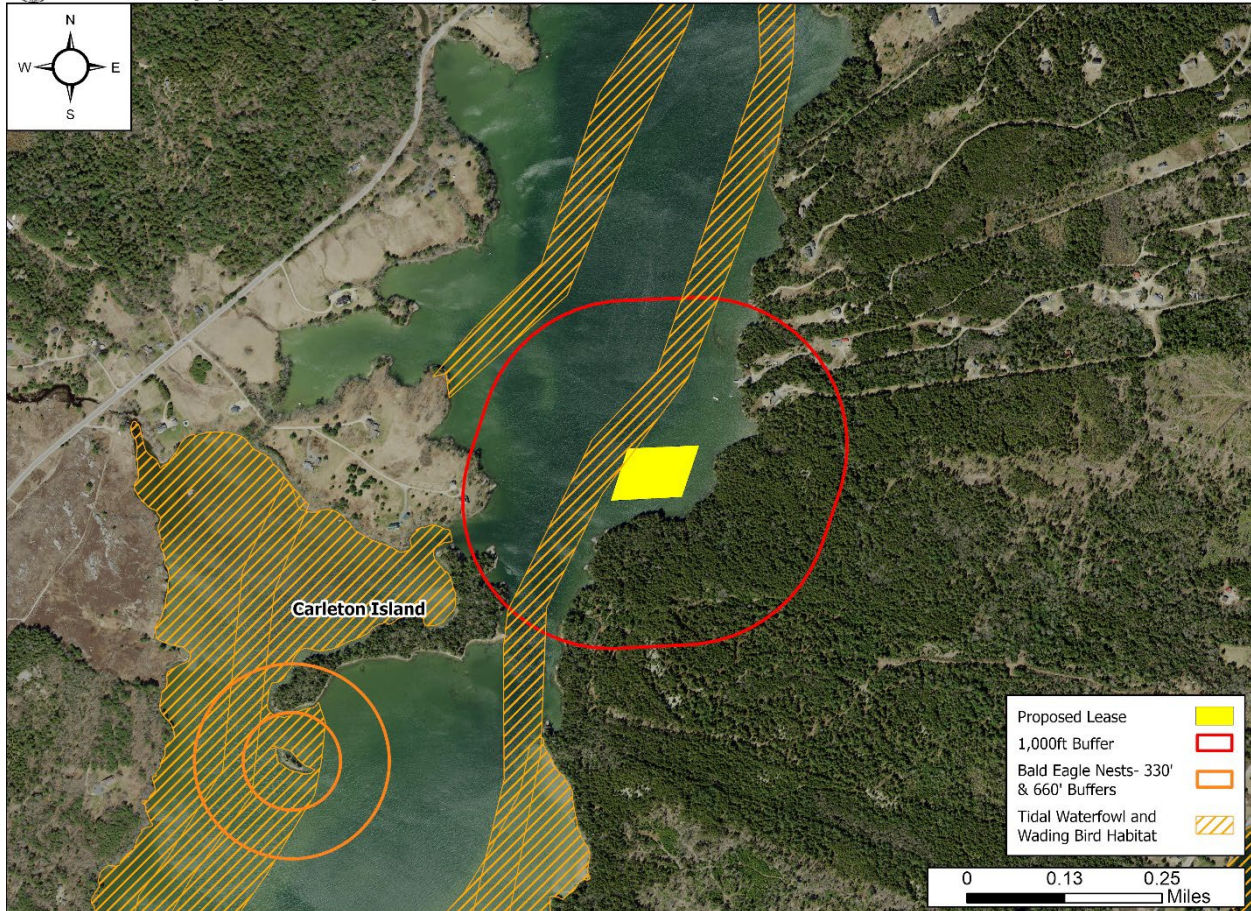 N
W E
S
Carleton Island
Proposed Lease
1,000ft Buffer
Bald Eagle Nests- 330'
& 660' Buffers
Tidal Waterfowl and
Wading Bird Habitat
0 0.13 0.25
Miles